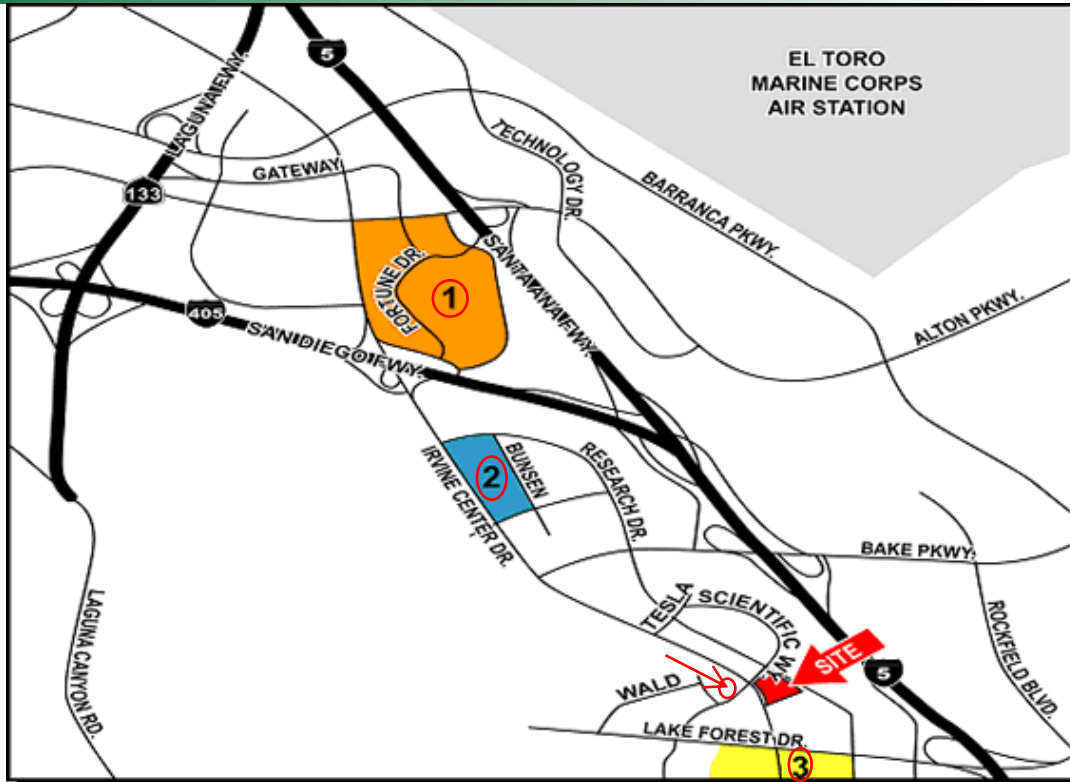 EL TORO
MARINE CORPS
AIR STATION
5
LAGUNA FWY.
TECHNOLOGY DR.
GATEWAY
133
BARRANCA PKWY.
FORTUNE DR.
SANTA ANA FWY.
1
405
SAN DIEGO FWY.
ALTON PKWY.
2
BUNSEN
RESEARCH DR.
IRVINE CENTER DR.
BAKE PKWY.
LAGUNA CANYON RD.
TESLA
SCIENTIFIC WY.
ROCKFIELD BLVD.
SITE
5
WALD
LAKE FOREST DR.
3